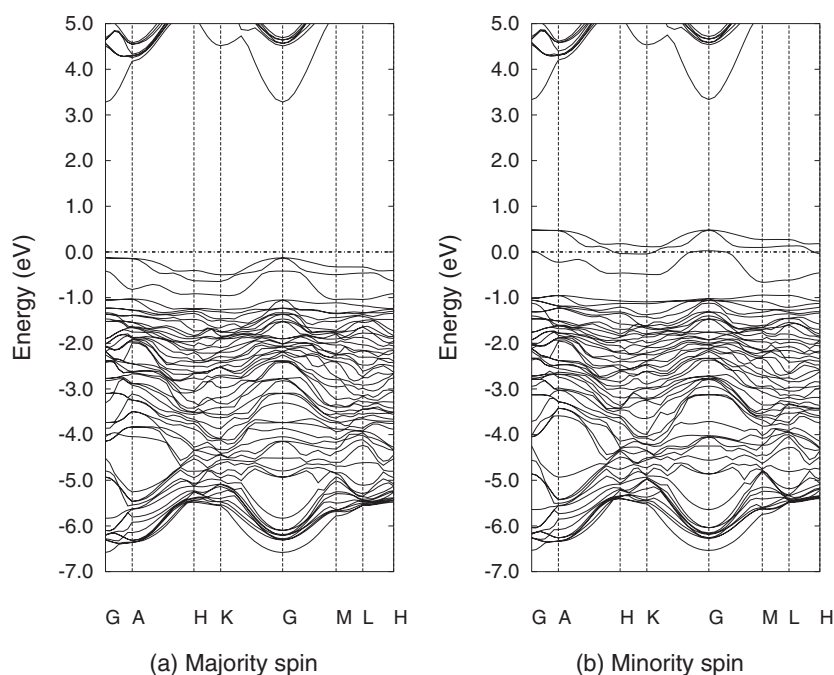 5.0 5.0
4.0 4.0
3.0 3.0
2.0 2.0
1.0 1.0
0.0 0.0
-1.0 -1.0
-2.0 -2.0
-3.0 -3.0
-4.0 -4.0
-5.0 -5.0
-6.0 -6.0
-7.0 -7.0
Energy (eV)
Energy (eV)
G A H K G M L H
G A H K G M L H
(a) Majority spin
(b) Minority spin